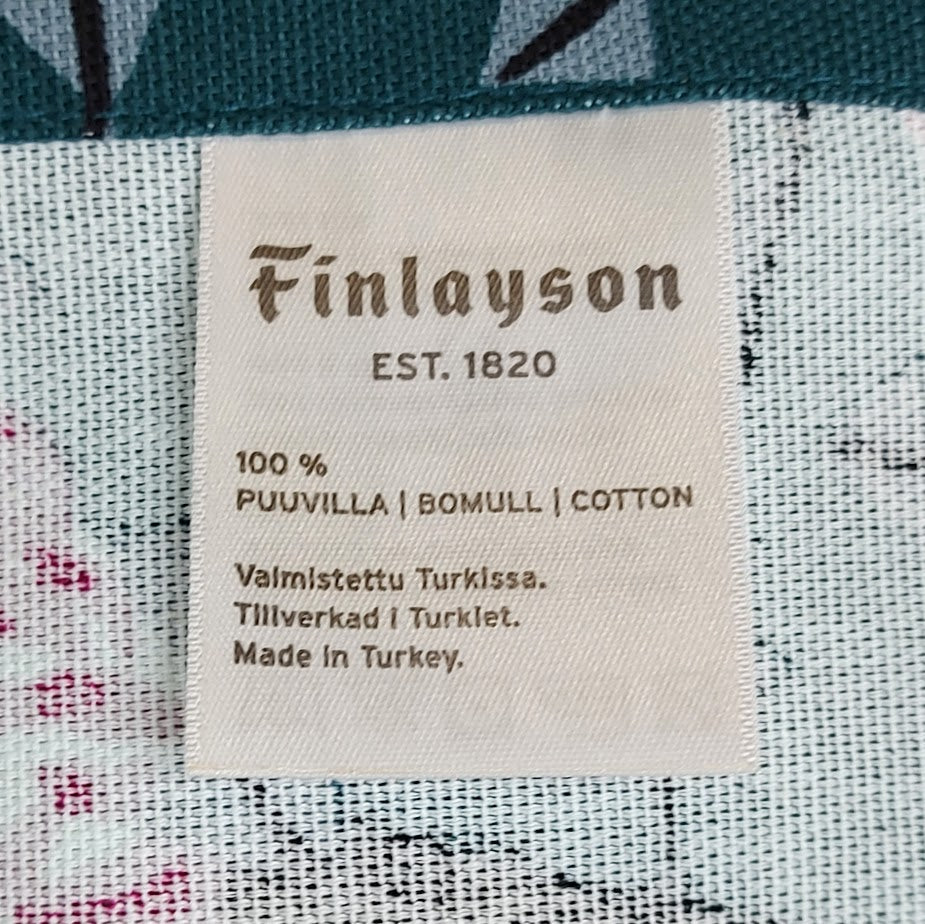 Finlayson
EST. 1820
100 %
PUUVILLA | BOMULL | COTTON
Valmistettu Turkissa.
Tillverkad i Turkiet.
Made in Turkey.